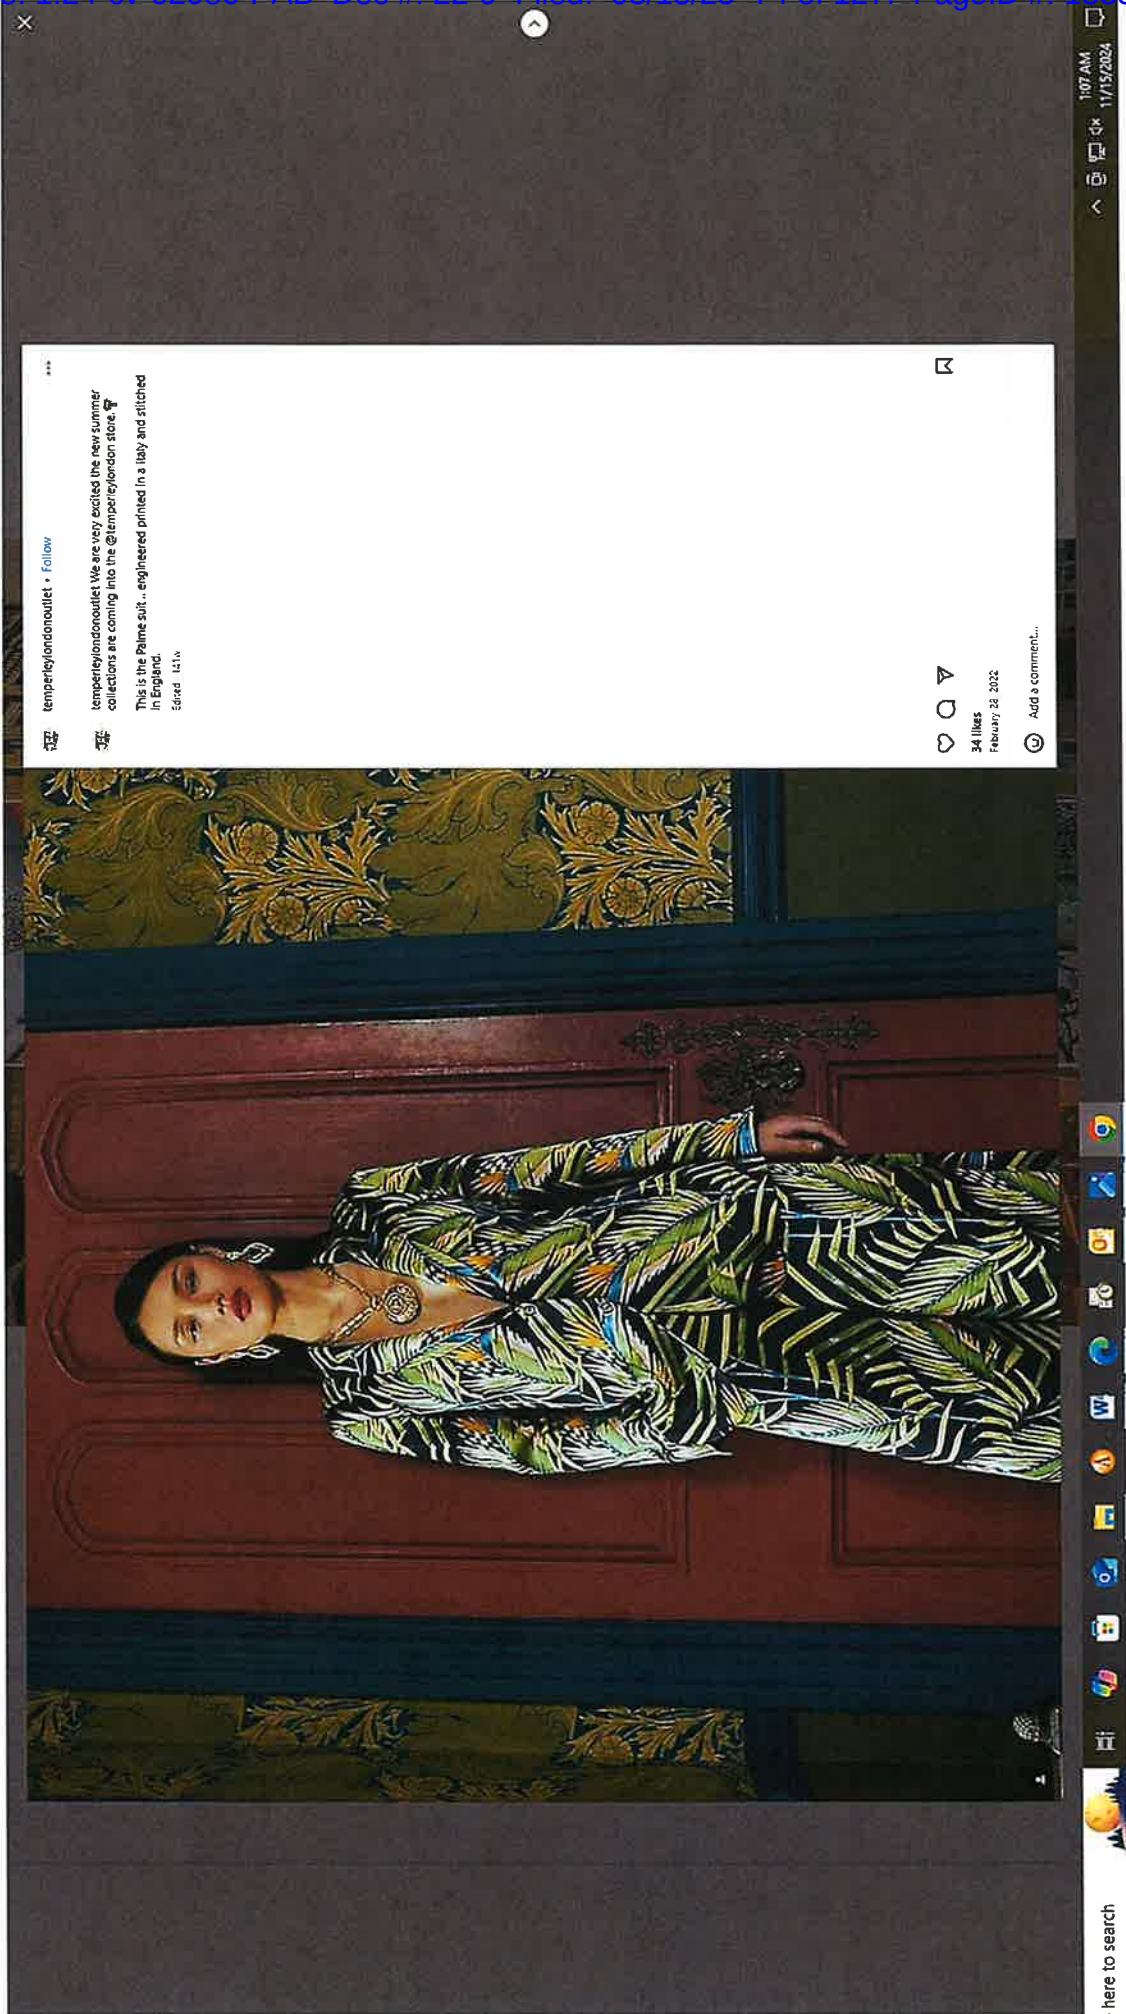 temperleylondonoutlet • Follow
temperleylondonoutlet We are very excited the new summer
collections are coming into the @temperleylondon store.
This is the Palme suit .. engineered printed in a Italy and stitched
in England.
Edited 141w
34 likes
February 28 2022
Add a comment...
here to search
1:07 AM
11/15/2024